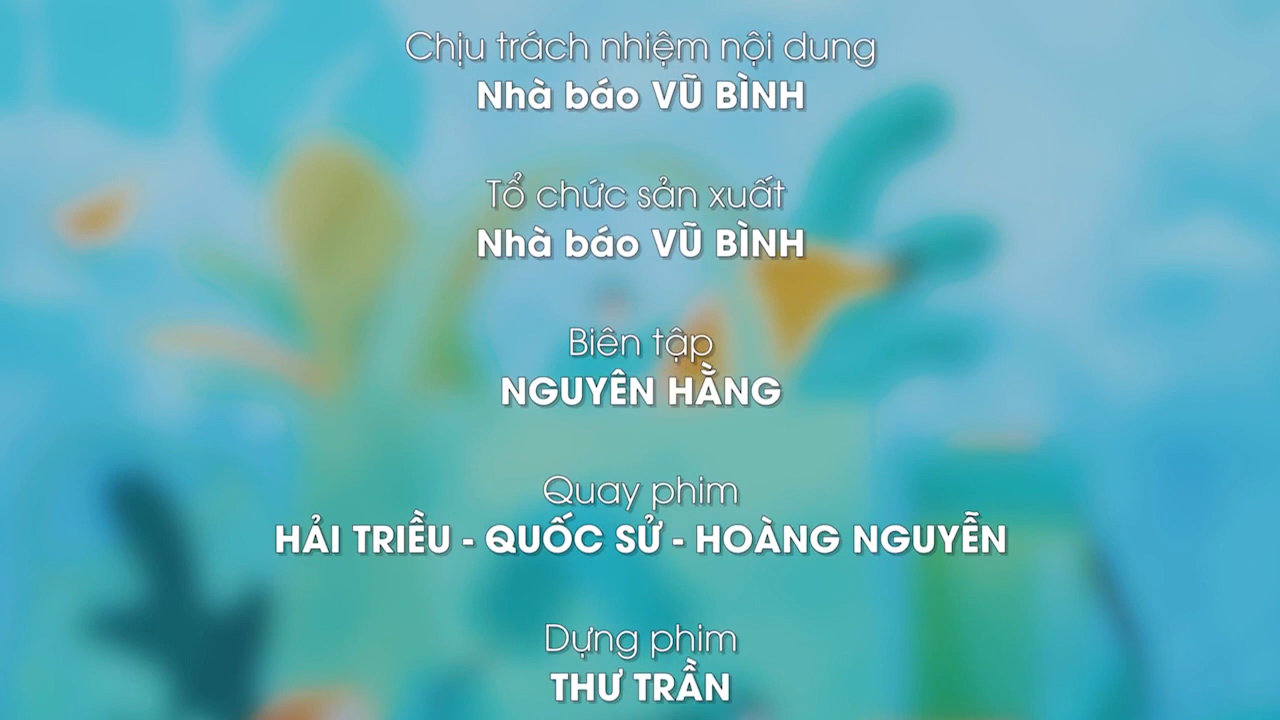 Chịu trách nhiệm nội dung
Nhà báo VŨ BÌNH
Tổ chức sản xuất
Nhà báo VŨ BÌNH
Biên tập
NGUYÊN HẰNG
Quay phim
HẢI TRIỀU - QUỐC SỬ - HOÀNG NGUYỄN
Dựng phim
THƯ TRẦN